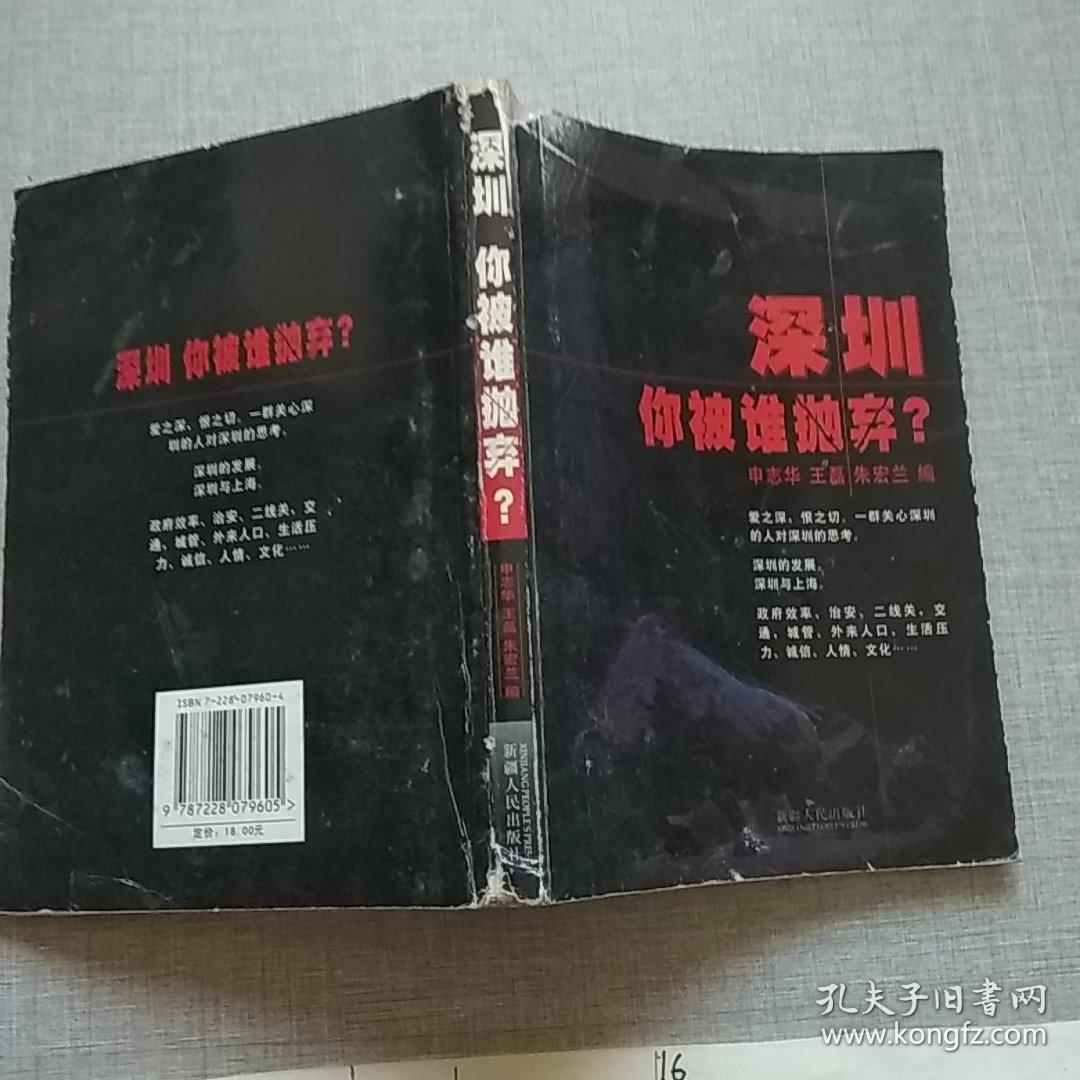 深圳 你被谁抛弃?
爱之深、恨之切，一群关心深
圳的人对深圳的思考。
深圳的发展。
深圳与上海。
政府效率、治安、二线关、交
通、城管、外来人口、生活压
力、诚信、人情、文化……
ISBN 7-228-07960-4
9 787228 079605>
定价：18.00元
深圳 你被谁抛弃?
申志华 王磊 朱宏兰 编
新疆人民出版社
XINJIANG PEOPLE'S PRES
深圳
你被谁抛弃?
申志华 王磊 朱宏兰 编
爱之深，恨之切，一群关心深圳
的人对深圳的思考。
深圳的发展。
深圳与上海。
政府效率、治安、二线关、交
通、城管、外来人口、生活压
力、诚信、人情、文化……
新疆人民出版社
XINJIANG PEOPLE'S PRESS
孔夫子旧书网
www.kongfz.com
16